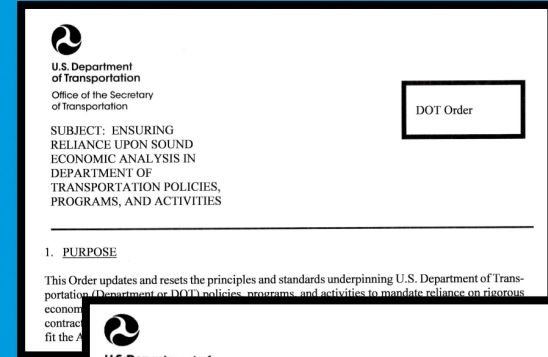 U.S. Department
of Transportation
Office of the Secretary
of Transportation
DOT Order
SUBJECT: ENSURING
RELIANCE UPON SOUND
ECONOMIC ANALYSIS IN
DEPARTMENT OF
TRANSPORTATION POLICIES,
PROGRAMS, AND ACTIVITIES
1. PURPOSE
This Order updates and resets the principles and standards underpinning U.S. Department of Trans-
portation (Department or DOT) policies, programs, and activities to mandate reliance on rigorous
econom
contract
fit the A